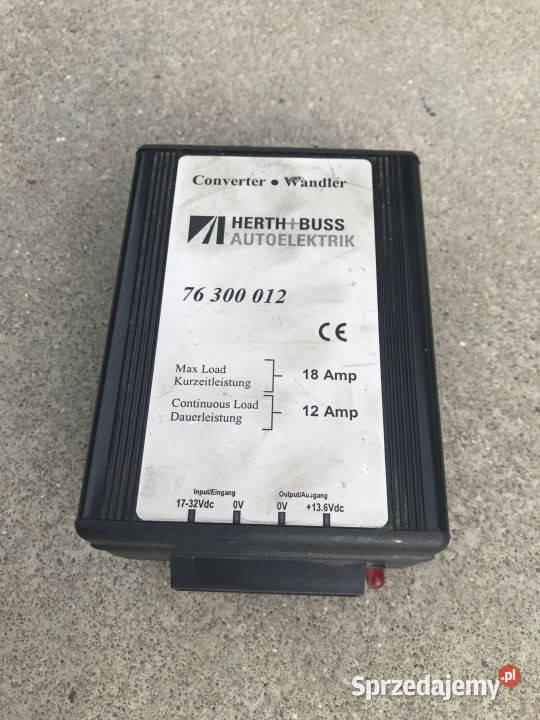 Converter • Wandler
HERTH+BUSS
AUTOELEKTRIK
76 300 012
CE
Max Load
Kurzeitleistung
18 Amp
Continuous Load
Dauerleistung
12 Amp
Input/Eingang Output/Ausgang
17-32Vdc 0V 0V +13.6Vdc
Sprzedajemy.pl